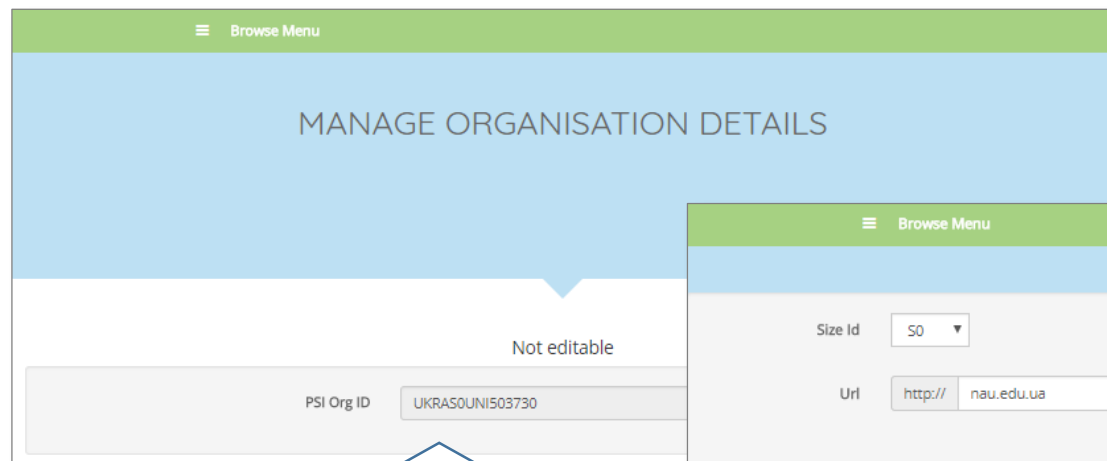 Browse Menu
MANAGE ORGANISATION DETAILS
Not editable
PSI Org ID UKRAS0UNI503730
Browse Menu
Size Id S0
Url http:// nau.edu.ua